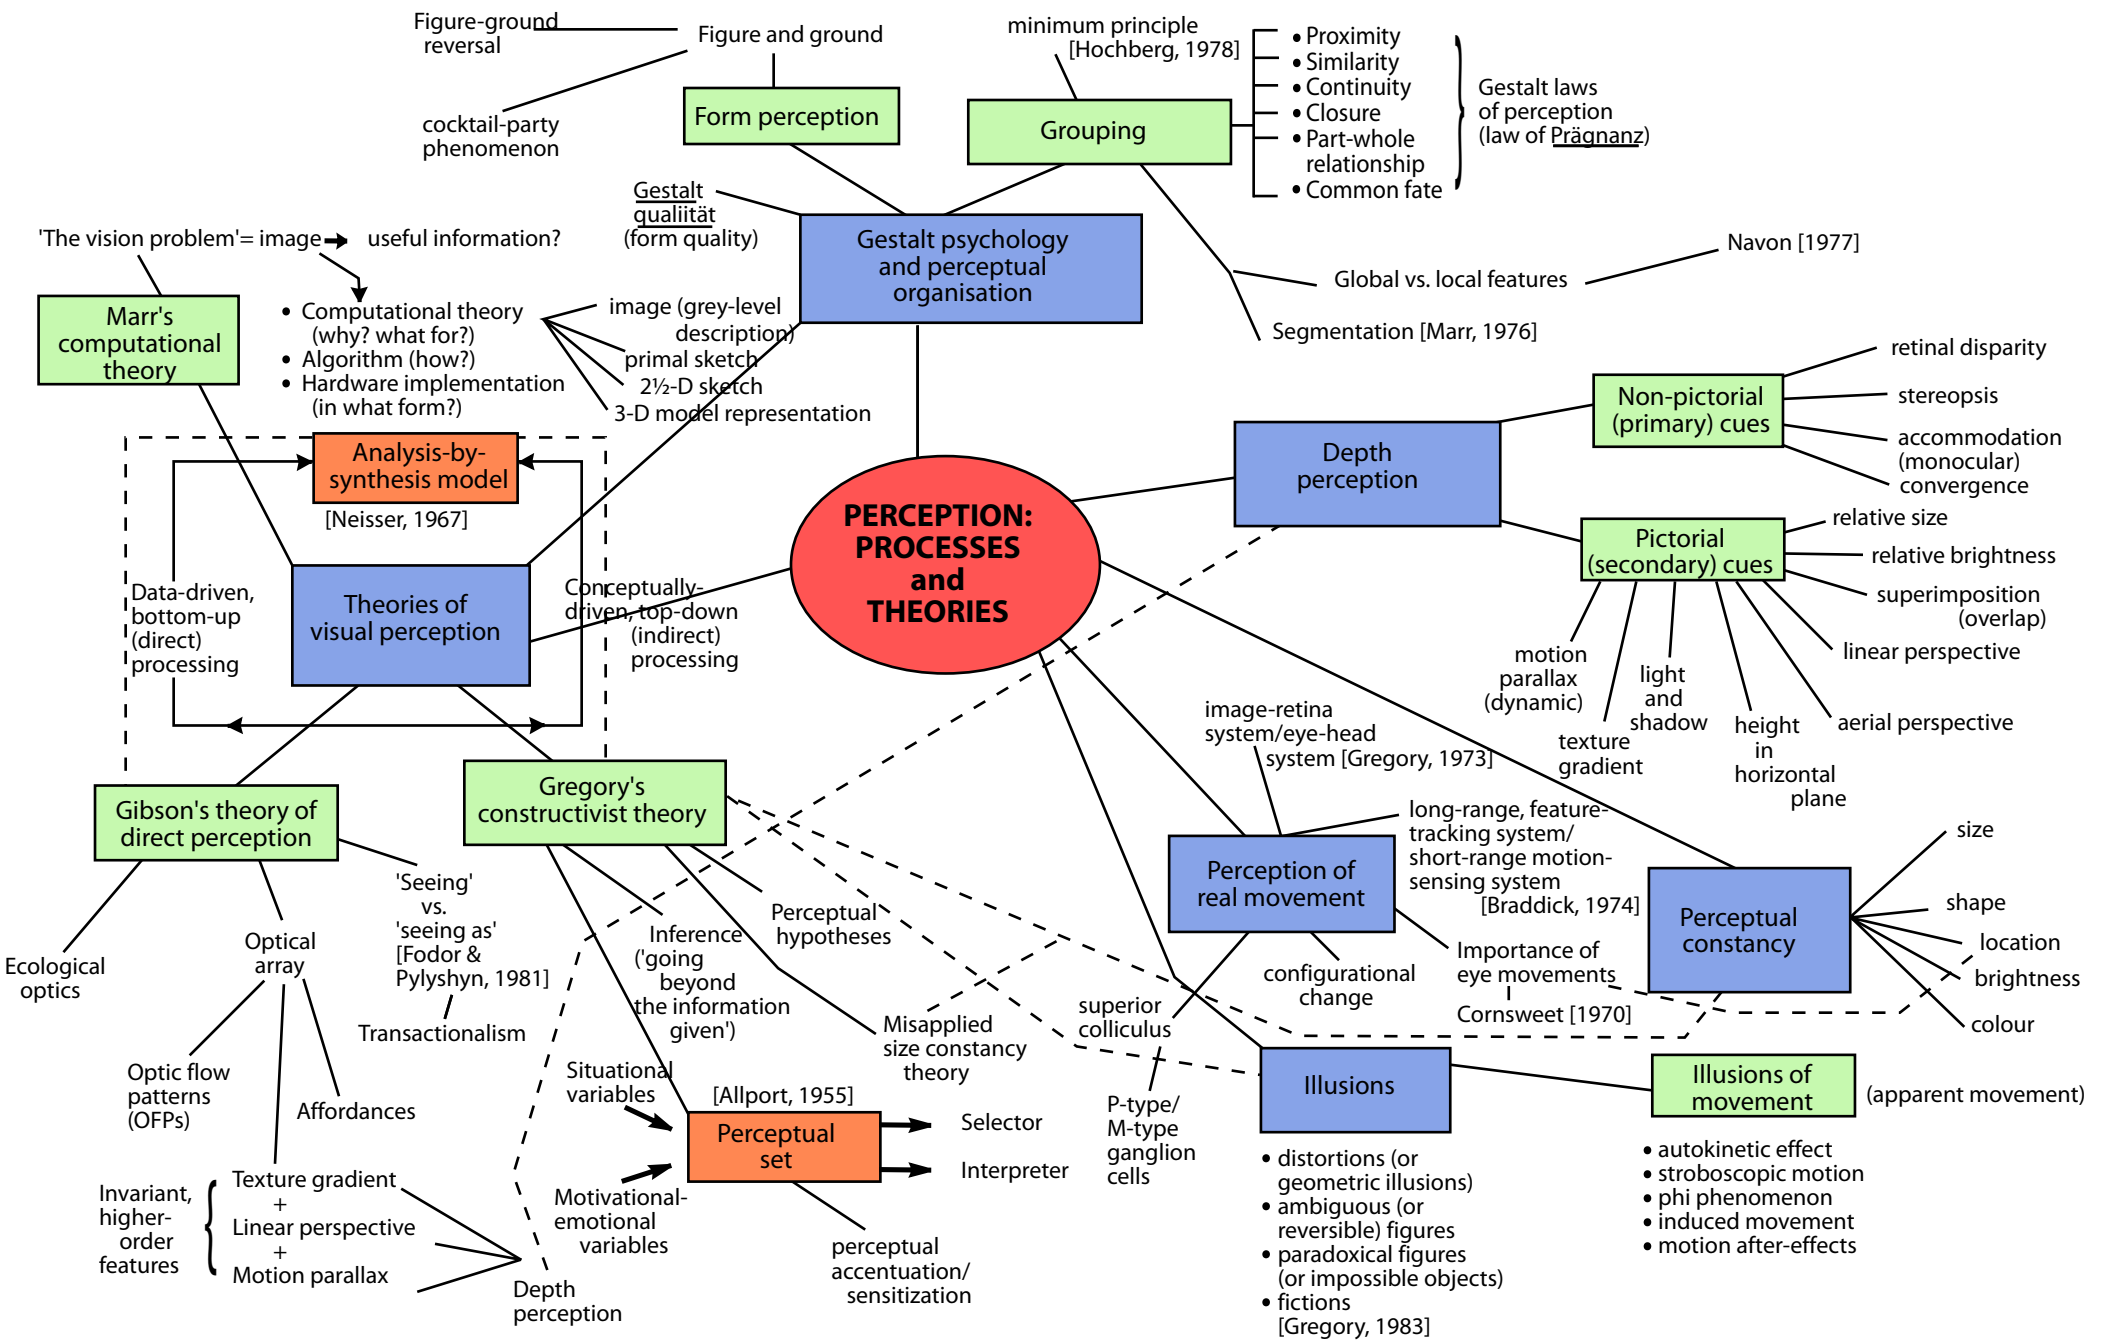 Figure-ground
reversal
Figure and ground
cocktail-party
phenomenon
Form perception
minimum principle
[Hochberg, 1978]
Grouping
• Proximity
• Similarity
• Continuity
• Closure
• Part-whole
relationship
• Common fate
Gestalt laws
of perception
(law of Prägnanz)
Gestalt
qualiität
(form quality)
Gestalt psychology
and perceptual
organisation
Global vs. local features
Navon [1977]
Segmentation [Marr, 1976]
'The vision problem'= image
useful information?
Marr's
computational
theory
• Computational theory
(why? what for?)
• Algorithm (how?)
• Hardware implementation
(in what form?)
image (grey-level
description)
primal sketch
2½-D sketch
3-D model representation
Analysis-by-
synthesis model
[Neisser, 1967]
Data-driven,
bottom-up
(direct)
processing
Theories of
visual perception
Conceptually-
driven, top-down
(indirect)
processing
PERCEPTION:
PROCESSES
and
THEORIES
Depth
perception
Non-pictorial
(primary) cues
retinal disparity
stereopsis
accommodation
(monocular)
convergence
Pictorial
(secondary) cues
relative size
relative brightness
superimposition
(overlap)
linear perspective
aerial perspective
motion
parallax
(dynamic)
texture
gradient
light
and
shadow
height
in
horizontal
plane
Gibson's theory of
direct perception
Ecological
optics
Optical
array
'Seeing'
vs.
'seeing as'
[Fodor &
Pylyshyn, 1981]
Transactionalism
Optic flow
patterns
(OFPs)
Affordances
Invariant,
higher-
order
features
Texture gradient
+
Linear perspective
+
Motion parallax
Depth
perception
Gregory's
constructivist theory
Inference
('going
beyond
the information
given')
Perceptual
hypotheses
Misapplied
size constancy
theory
Situational
variables
Motivational-
emotional
variables
[Allport, 1955]
Perceptual
set
Selector
Interpreter
perceptual
accentuation/
sensitization
image-retina
system/eye-head
system [Gregory, 1973]
long-range, feature-
tracking system/
short-range motion-
sensing system
[Braddick, 1974]
Perception of
real movement
configurational
change
Importance of
eye movements
Cornsweet [1970]
superior
colliculus
P-type/
M-type
ganglion
cells
Perceptual
constancy
size
shape
location
brightness
colour
Illusions
• distortions (or
geometric illusions)
• ambiguous (or
reversible) figures
• paradoxical figures
(or impossible objects)
• fictions
[Gregory, 1983]
Illusions of
movement
(apparent movement)
• autokinetic effect
• stroboscopic motion
• phi phenomenon
• induced movement
• motion after-effects